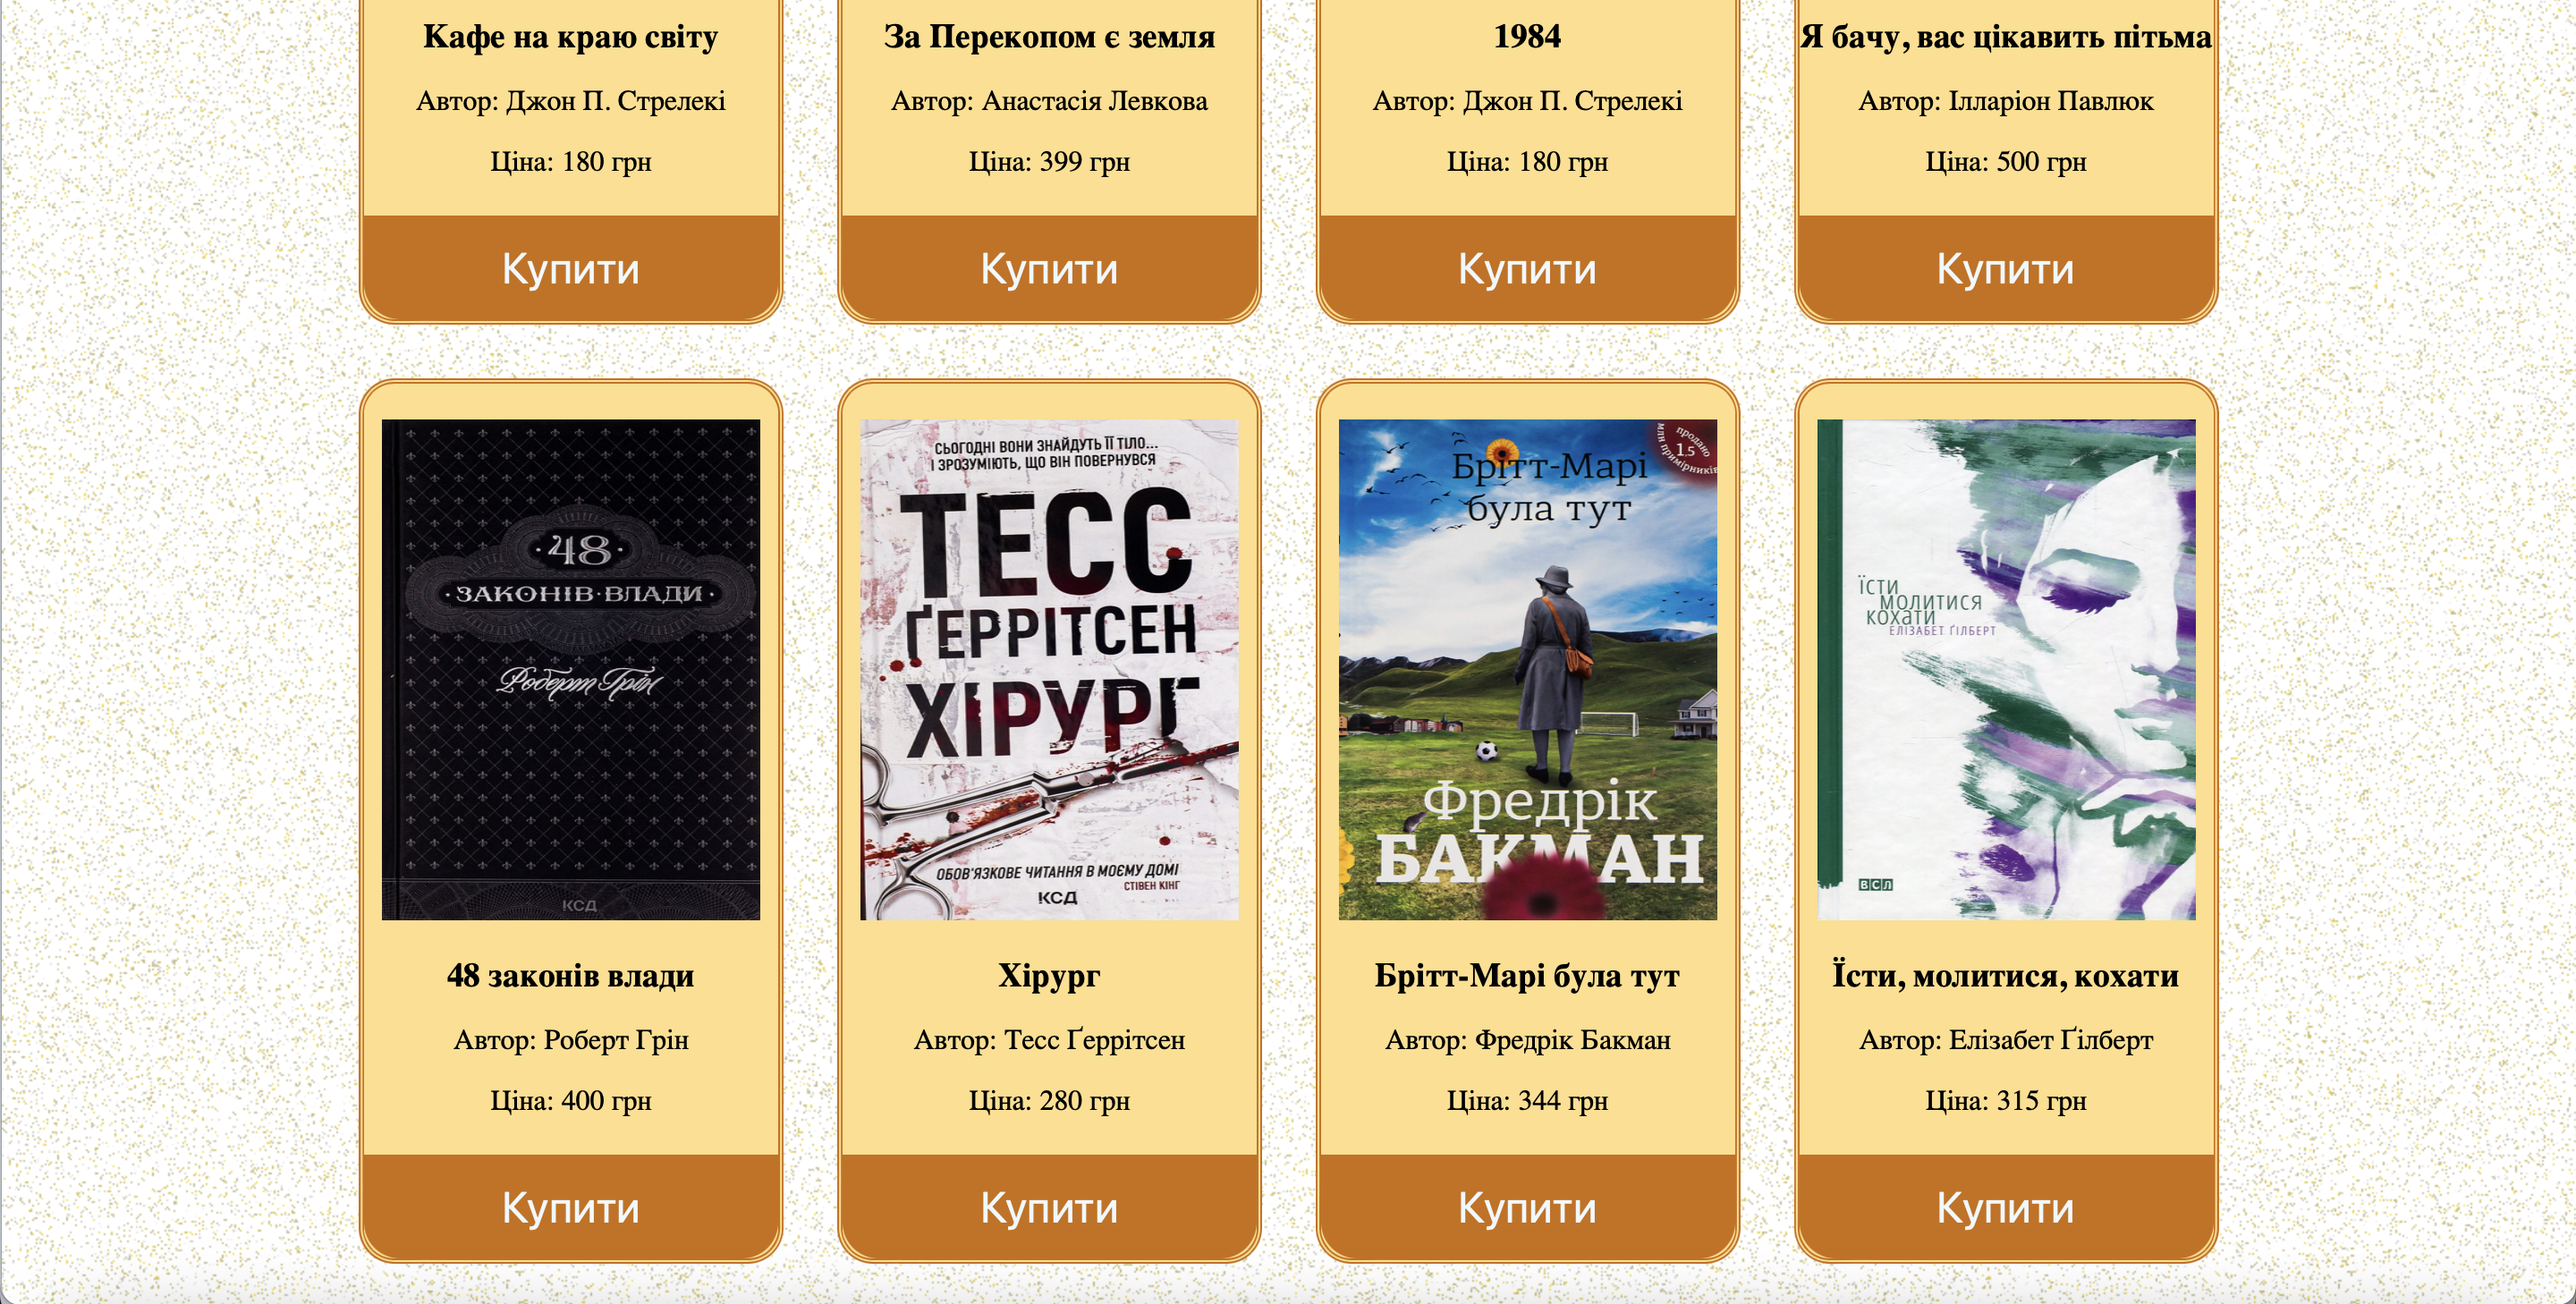 Кафе на краю світу
Автор: Джон П. Стрелекі
Ціна: 180 грн
Купити
За Перекопом є земля
Автор: Анастасія Левкова
Ціна: 399 грн
Купити
1984
Автор: Джон П. Стрелекі
Ціна: 180 грн
Купити
Я бачу, вас цікавить пітьма
Автор: Ілларіон Павлюк
Ціна: 500 грн
Купити
·48·
·ЗАКОНІВ·ВЛАДИ·
Роберт Грін
КСД
48 законів влади
Автор: Роберт Грін
Ціна: 400 грн
Купити
СЬОГОДНІ ВОНИ ЗНАЙДУТЬ ЇЇ ТІЛО...
І ЗРОЗУМІЮТЬ, ЩО ВІН ПОВЕРНУВСЯ
ТЕСС
ҐЕРРІТСЕН
ХІРУРГ
ОБОВ'ЯЗКОВЕ ЧИТАННЯ В МОЄМУ ДОМІ
СТІВЕН КІНГ
КСД
Хірург
Автор: Тесс Ґеррітсен
Ціна: 280 грн
Купити
продано
1.5
млн примірників
Брітт-Марі
була тут
Фредрік
БАКМАН
Брітт-Марі була тут
Автор: Фредрік Бакман
Ціна: 344 грн
Купити
ЇСТИ
МОЛИТИСЯ
КОХАТИ
ЕЛІЗАБЕТ ҐІЛБЕРТ
ВСЛ
Їсти, молитися, кохати
Автор: Елізабет Ґілберт
Ціна: 315 грн
Купити